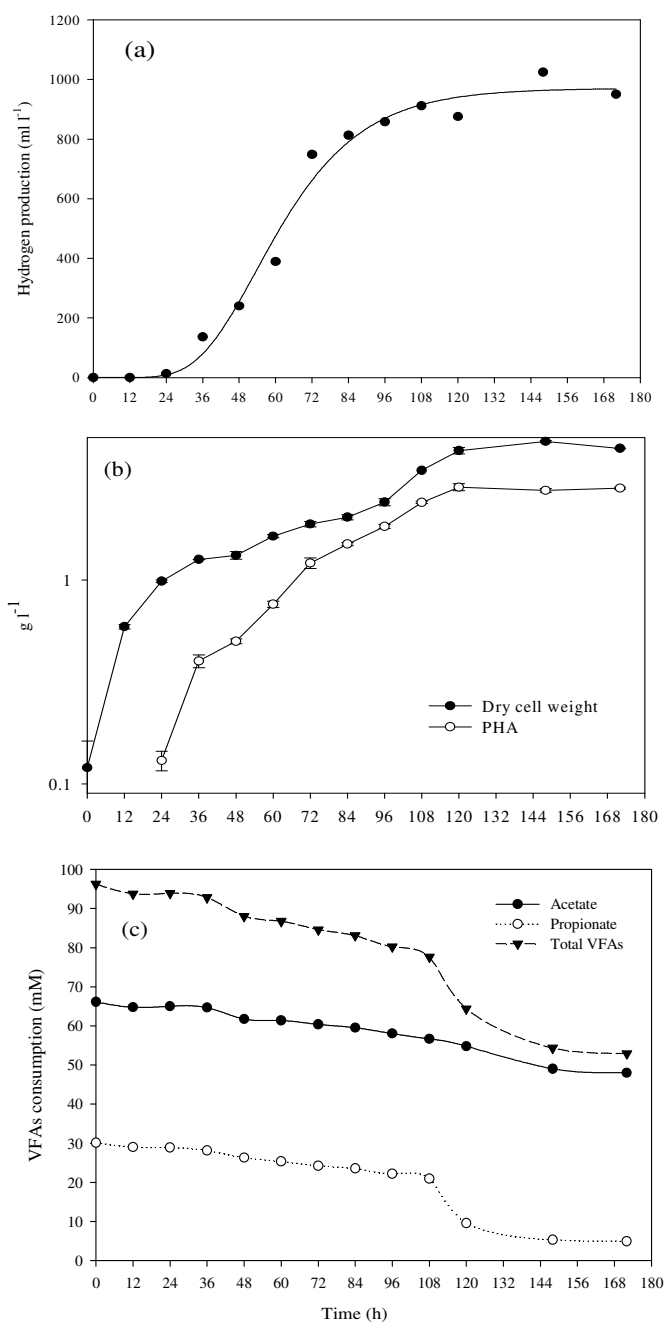 (a)
Hydrogen production (ml l-1)
1200
1000
800
600
400
200
0
0 12 24 36 48 60 72 84 96 108 120 132 144 156 168 180
(b)
g l-1
1
0.1
Dry cell weight
PHA
0 12 24 36 48 60 72 84 96 108 120 132 144 156 168 180
(c)
VFAs consumption (mM)
100
90
80
70
60
50
40
30
20
10
0
Acetate
Propionate
Total VFAs
0 12 24 36 48 60 72 84 96 108 120 132 144 156 168 180
Time (h)